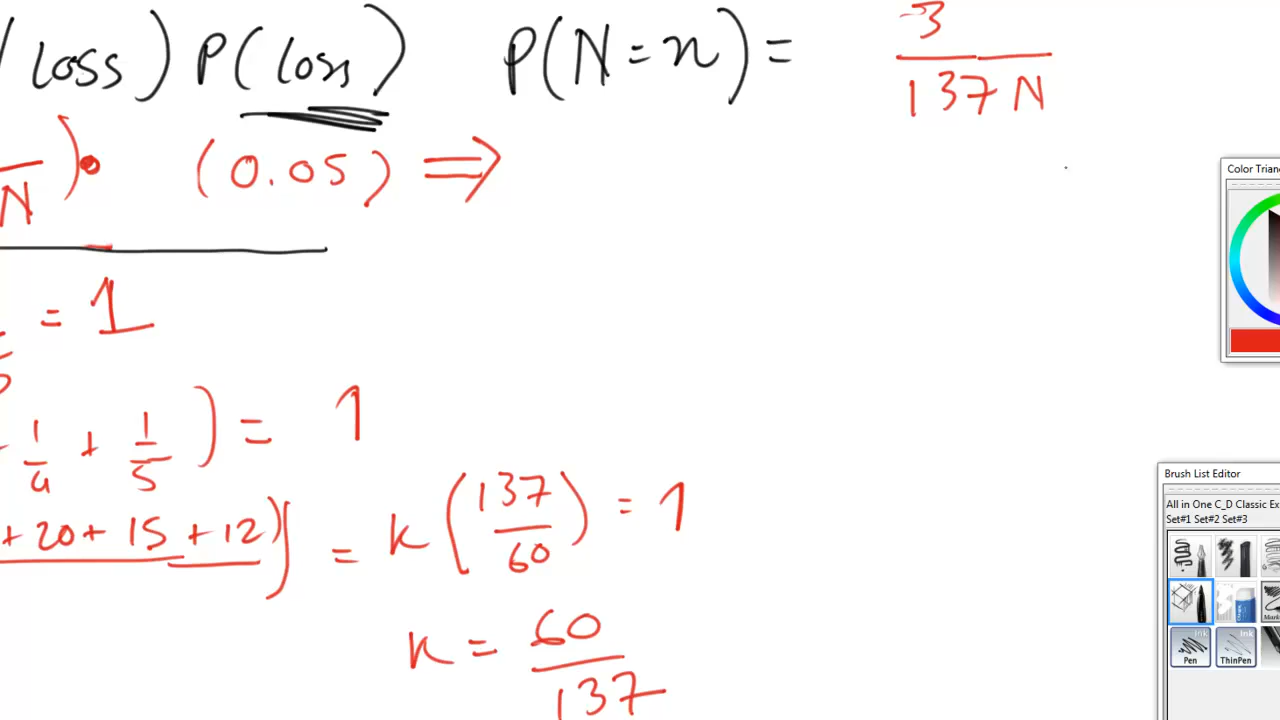 (loss) P(loss) P(N=n) = 3/137N
N). (0.05) ⇒
= 1
1/4 + 1/5) = 1
+ 20 + 15 + 12)] = k(137/60) = 1
k = 60/137
Color Triang
Brush List Editor
All in One C_D Classic Ex
Set#1 Set#2 Set#3
ink
Pen
ink
ThinPen